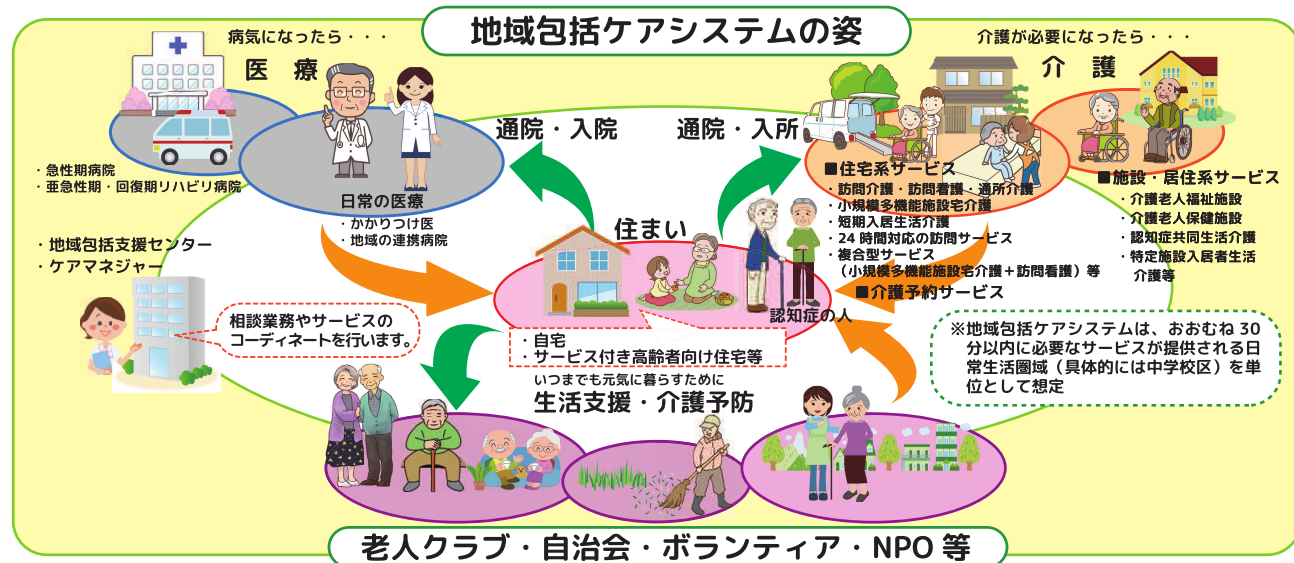 地域包括ケアシステムの姿
病気になったら・・・
医 療
・急性期病院
・亜急性期・回復期リハビリ病院
日常の医療
・かかりつけ医
・地域の連携病院
通院・入院
通院・入所
介護が必要になったら・・・
介 護
■住宅系サービス
・訪問介護・訪問看護・通所介護
・小規模多機能施設宅介護
・短期入居生活介護
・24時間対応の訪問サービス
・複合型サービス
（小規模多機能施設宅介護＋訪問看護）等
■介護予約サービス
■施設・居住系サービス
・介護老人福祉施設
・介護老人保健施設
・認知症共同生活介護
・特定施設入居者生活
介護等
・地域包括支援センター
・ケアマネジャー
相談業務やサービスの
コーディネートを行います。
住まい
認知症の人
・自宅
・サービス付き高齢者向け住宅等
※地域包括ケアシステムは、おおむね30
分以内に必要なサービスが提供される日
常生活圏域（具体的には中学校区）を単
位として想定
いつまでも元気に暮らすために
生活支援・介護予防
老人クラブ・自治会・ボランティア・NPO等